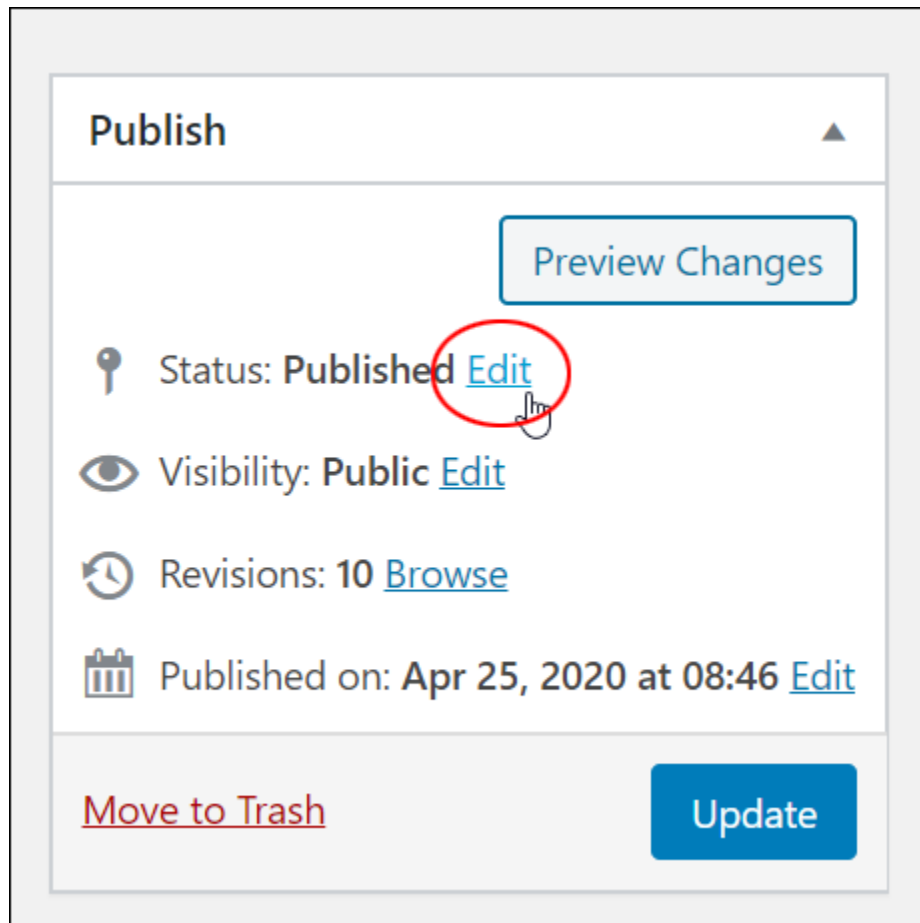 Publish
Preview Changes
Status: Published Edit
Visibility: Public Edit
Revisions: 10 Browse
Published on: Apr 25, 2020 at 08:46 Edit
Move to Trash
Update